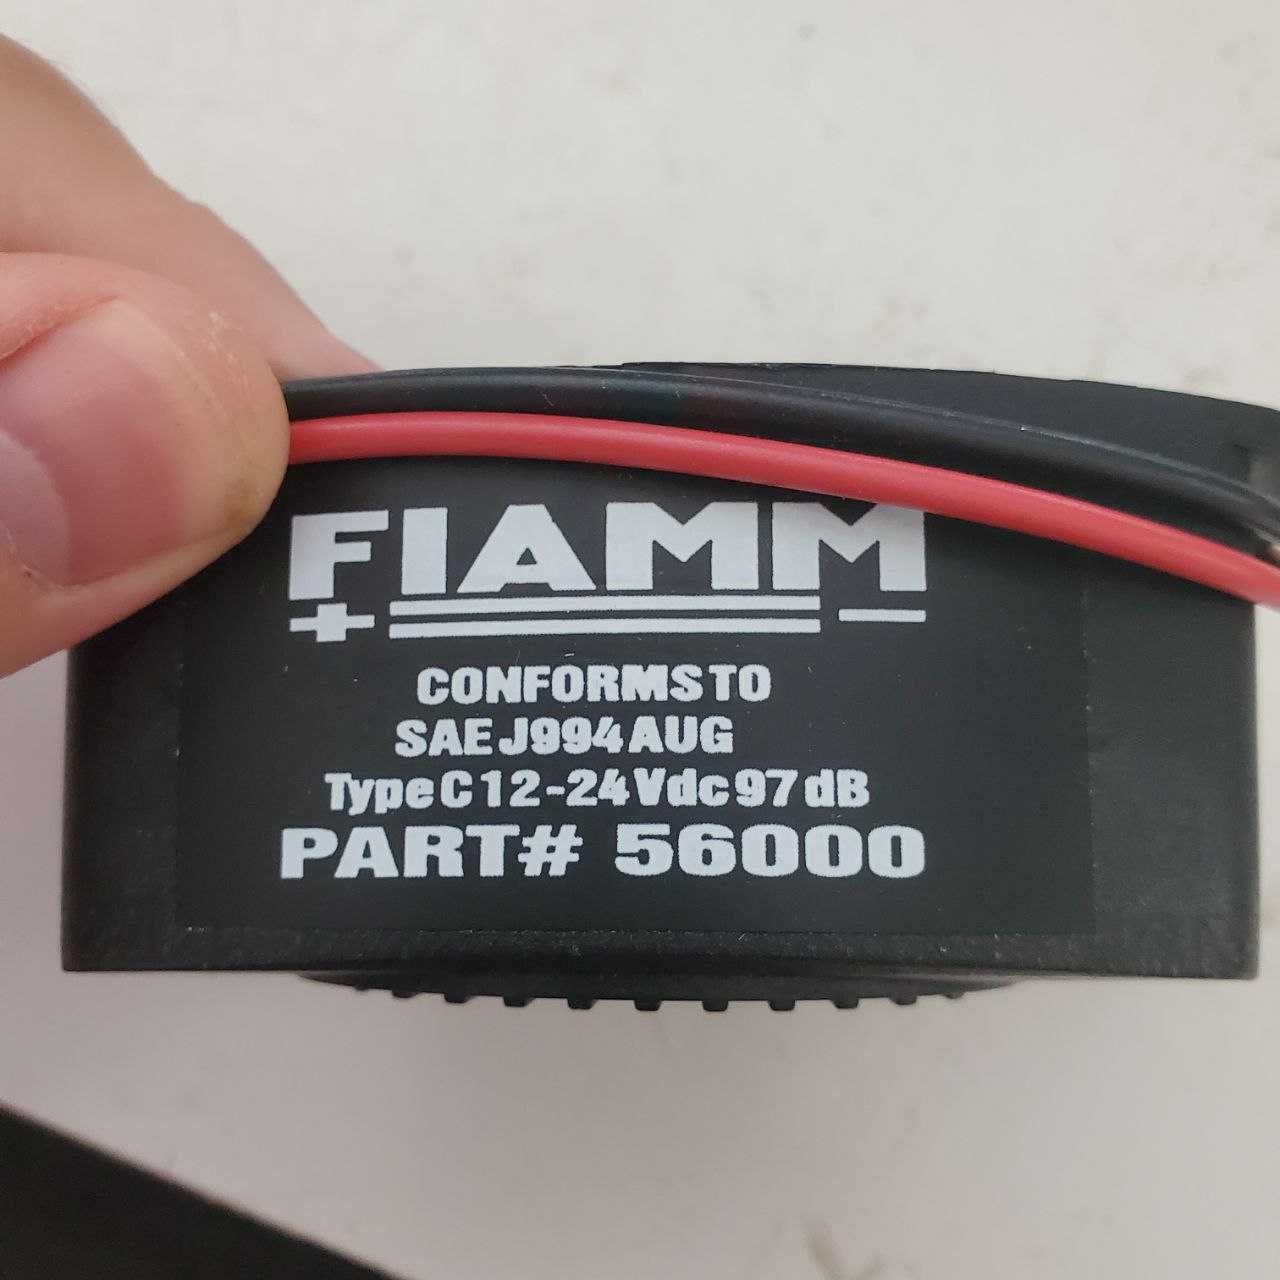 FIAMM
CONFORMS TO
SAE J994 AUG
Type C 12-24 Vdc 97 dB
PART# 56000